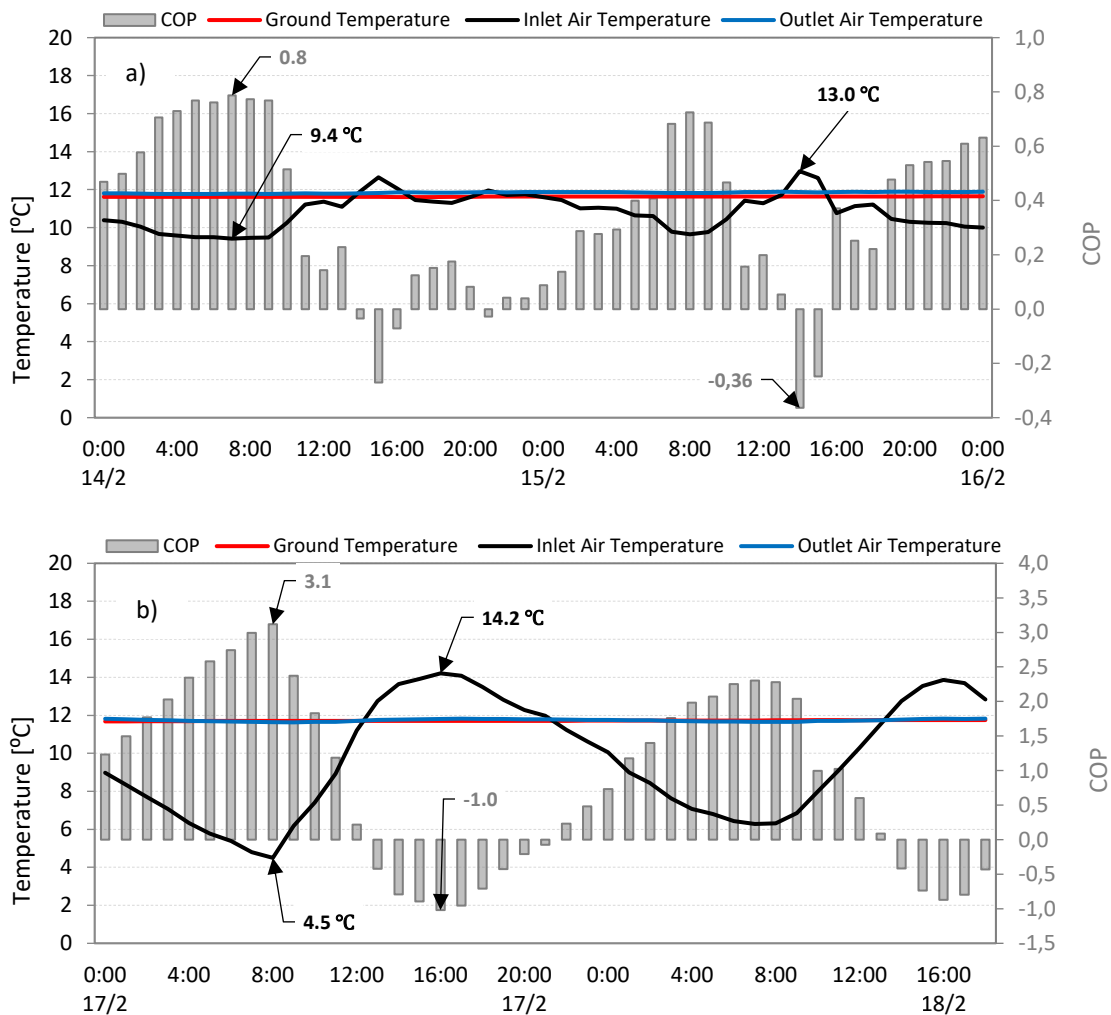 COP Ground Temperature Inlet Air Temperature Outlet Air Temperature
20 1,0
a) 0.8
18 0,8
13.0 ℃
16
9.4 ℃
14 0,6
12 0,4
10
8 0,2
6 0,0
4 -0,2
-0,36
2
0 -0,4
Temperature [⁰C]
COP
0:00 4:00 8:00 12:00 16:00 20:00 0:00 4:00 8:00 12:00 16:00 20:00 0:00
14/2 15/2 16/2
COP Ground Temperature Inlet Air Temperature Outlet Air Temperature
20 4,0
3.1
18 3,5
b)
14.2 ℃
16 3,0
14 2,5
2,0
12 1,5
10 1,0
8 0,5
-1.0
6 0,0
4 -0,5
4.5 ℃
2 -1,0
0 -1,5
Temperature [⁰C]
COP
0:00 4:00 8:00 12:00 16:00 20:00 0:00 4:00 8:00 12:00 16:00
17/2 17/2 18/2